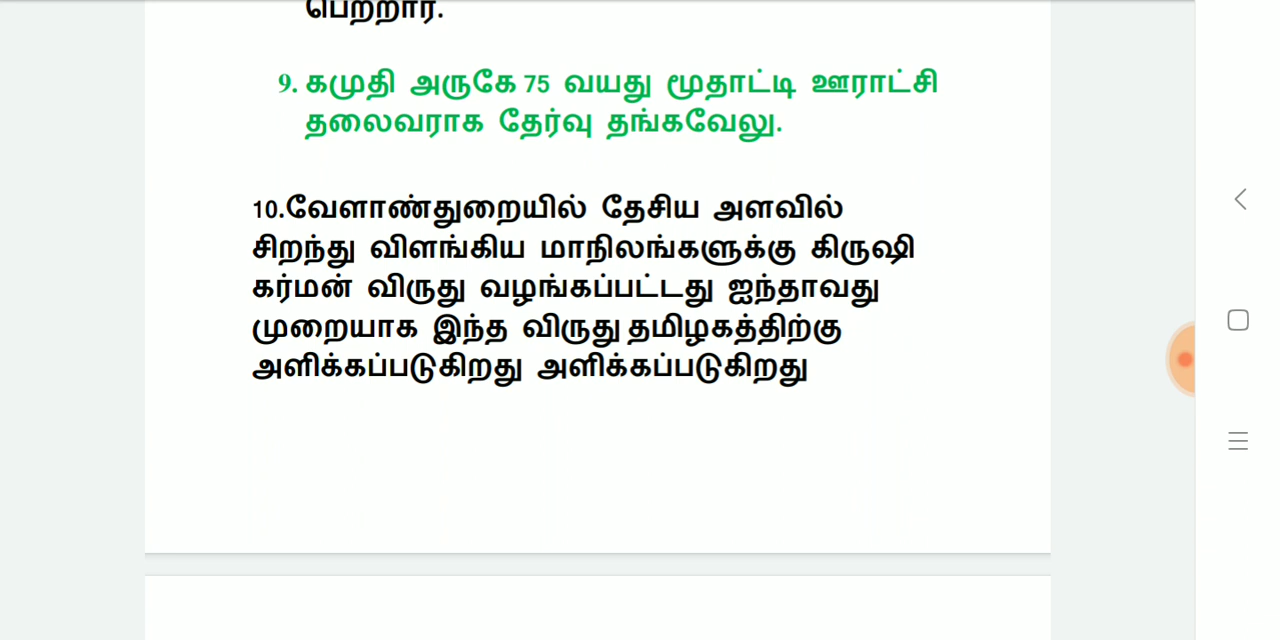 பெற்றார்.
9. கமுதி அருகே 75 வயது மூதாட்டி ஊராட்சி
தலைவராக தேர்வு தங்கவேலு.
10.வேளாண்துறையில் தேசிய அளவில்
சிறந்து விளங்கிய மாநிலங்களுக்கு கிருஷி
கர்மன் விருது வழங்கப்பட்டது ஐந்தாவது
முறையாக இந்த விருது தமிழகத்திற்கு
அளிக்கப்படுகிறது அளிக்கப்படுகிறது